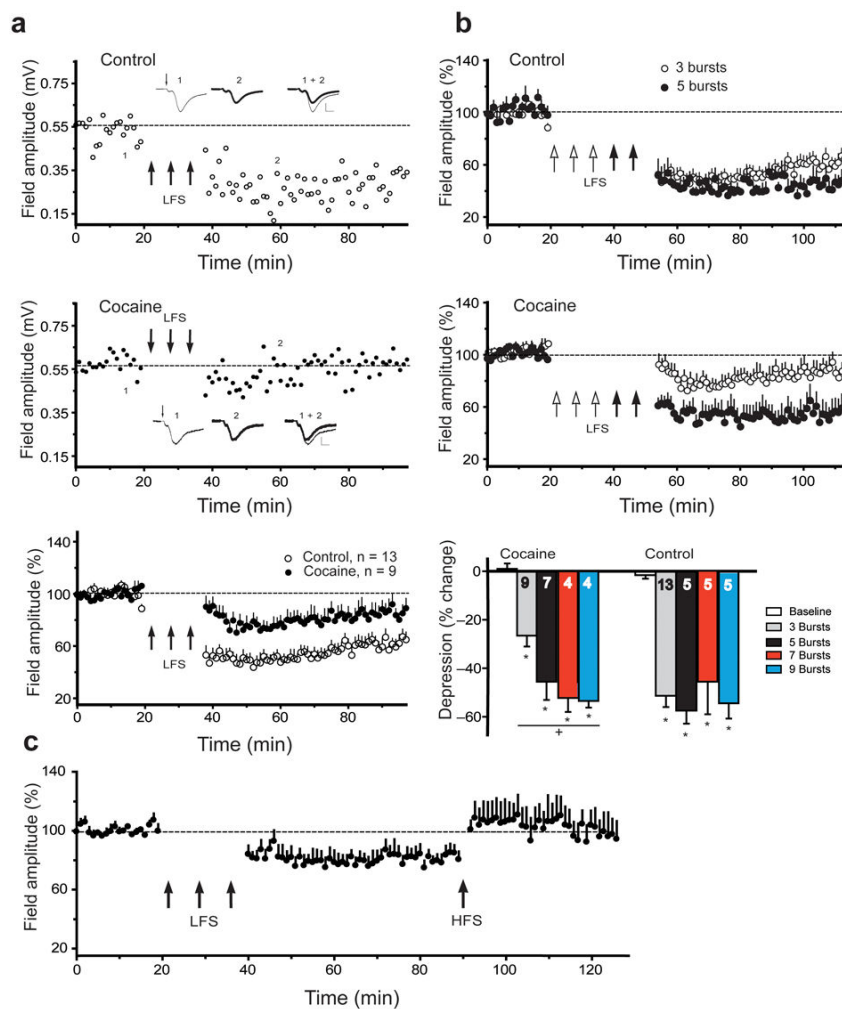 a
Control
Field amplitude (mV)
0.75
0.55
0.35
0.15
1
2
1 + 2
1
2
LFS
0 20 40 60 80
Time (min)
Cocaine
LFS
Field amplitude (mV)
0.75
0.55
0.35
0.15
2
1
1
2
1 + 2
0 20 40 60 80
Time (min)
Field amplitude (%)
140
100
60
20
Control, n = 13
Cocaine, n = 9
LFS
0 20 40 60 80
Time (min)
b
Control
3 bursts
5 bursts
Field amplitude (%)
140
100
60
20
LFS
0 20 40 60 80 100
Time (min)
Cocaine
Field amplitude (%)
140
100
60
20
LFS
0 20 40 60 80 100
Time (min)
Cocaine Control
Depression (% change)
0
–20
–40
–60
9 7 4 4 13 5 5 5
* * * * * * * *
+
Baseline
3 Bursts
5 Bursts
7 Bursts
9 Bursts
c
Field amplitude (%)
140
100
60
20
LFS
HFS
0 20 40 60 80 100 120
Time (min)